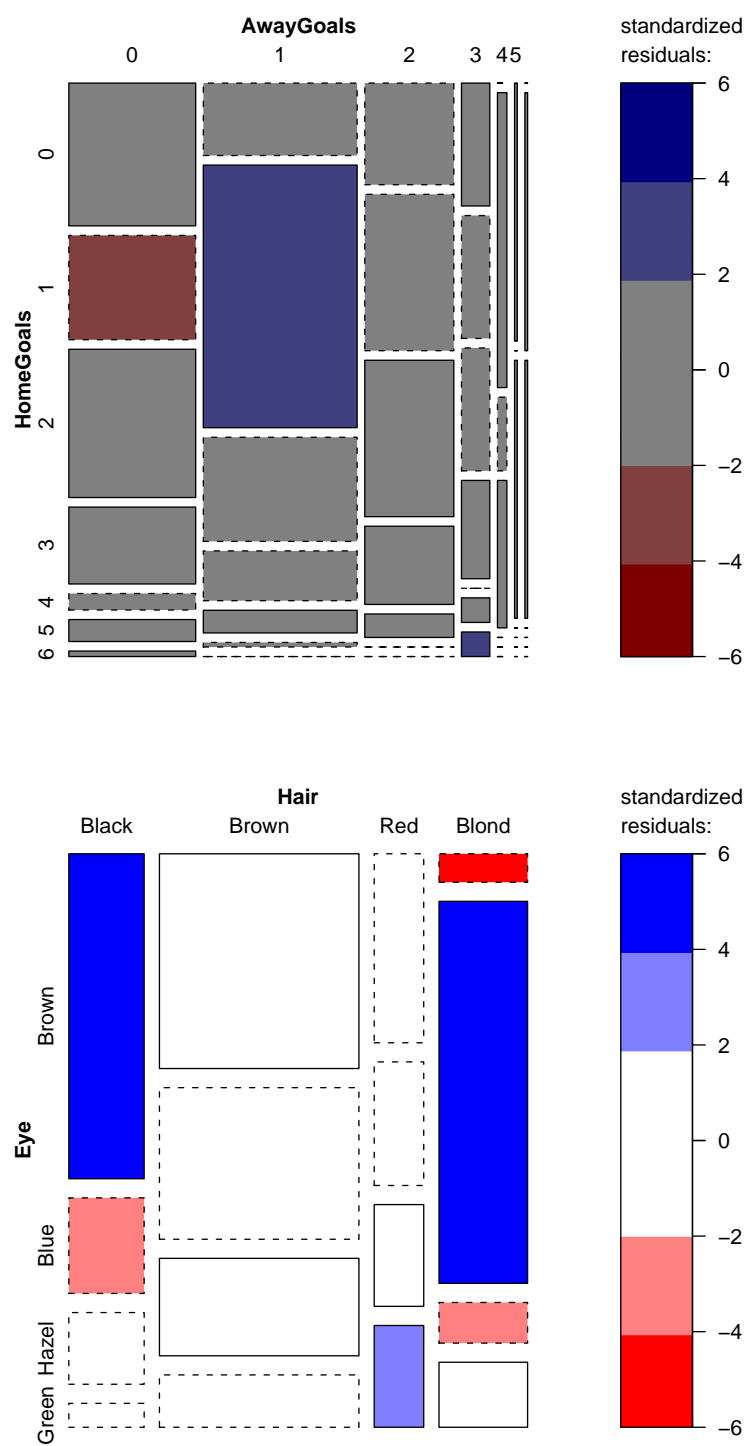 AwayGoals
0 1 2 3 4 5
HomeGoals
0
1
2
3
4
5
6
standardized
residuals:
6
4
2
0
−2
−4
−6
Hair
Black Brown Red Blond
Eye
Brown
Blue
Hazel
Green
standardized
residuals:
6
4
2
0
−2
−4
−6